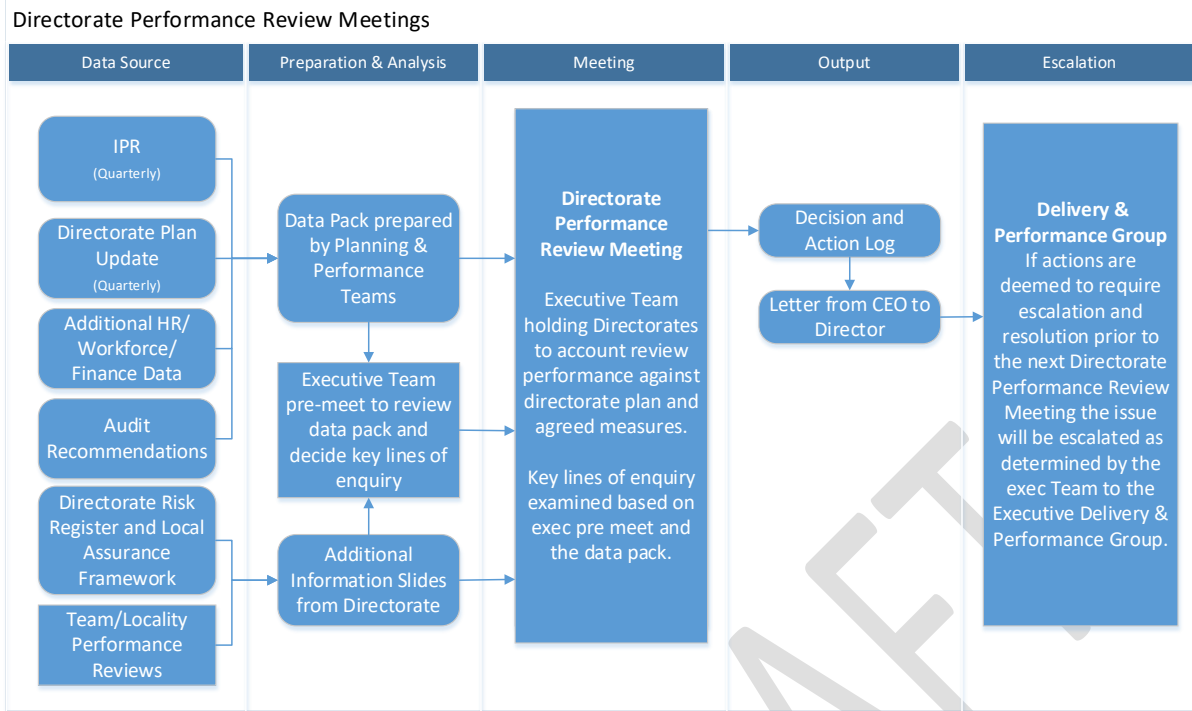 Directorate Performance Review Meetings
Data Source
Preparation & Analysis
Meeting
Output
Escalation
IPR
(Quarterly)
Directorate Plan
Update
(Quarterly)
Additional HR/
Workforce/
Finance Data
Audit
Recommendations
Directorate Risk
Register and Local
Assurance
Framework
Team/Locality
Performance
Reviews
Data Pack prepared
by Planning &
Performance
Teams
Executive Team
pre-meet to review
data pack and
decide key lines of
enquiry
Additional
Information Slides
from Directorate
Directorate
Performance
Review Meeting
Executive Team
holding Directorates
to account review
performance against
directorate plan and
agreed measures.
Key lines of enquiry
examined based on
exec pre meet and
the data pack.
Decision and
Action Log
Letter from CEO to
Director
Delivery &
Performance Group
If actions are
deemed to require
escalation and
resolution prior to
the next Directorate
Performance Review
Meeting the issue
will be escalated as
determined by the
exec Team to the
Executive Delivery &
Performance Group.